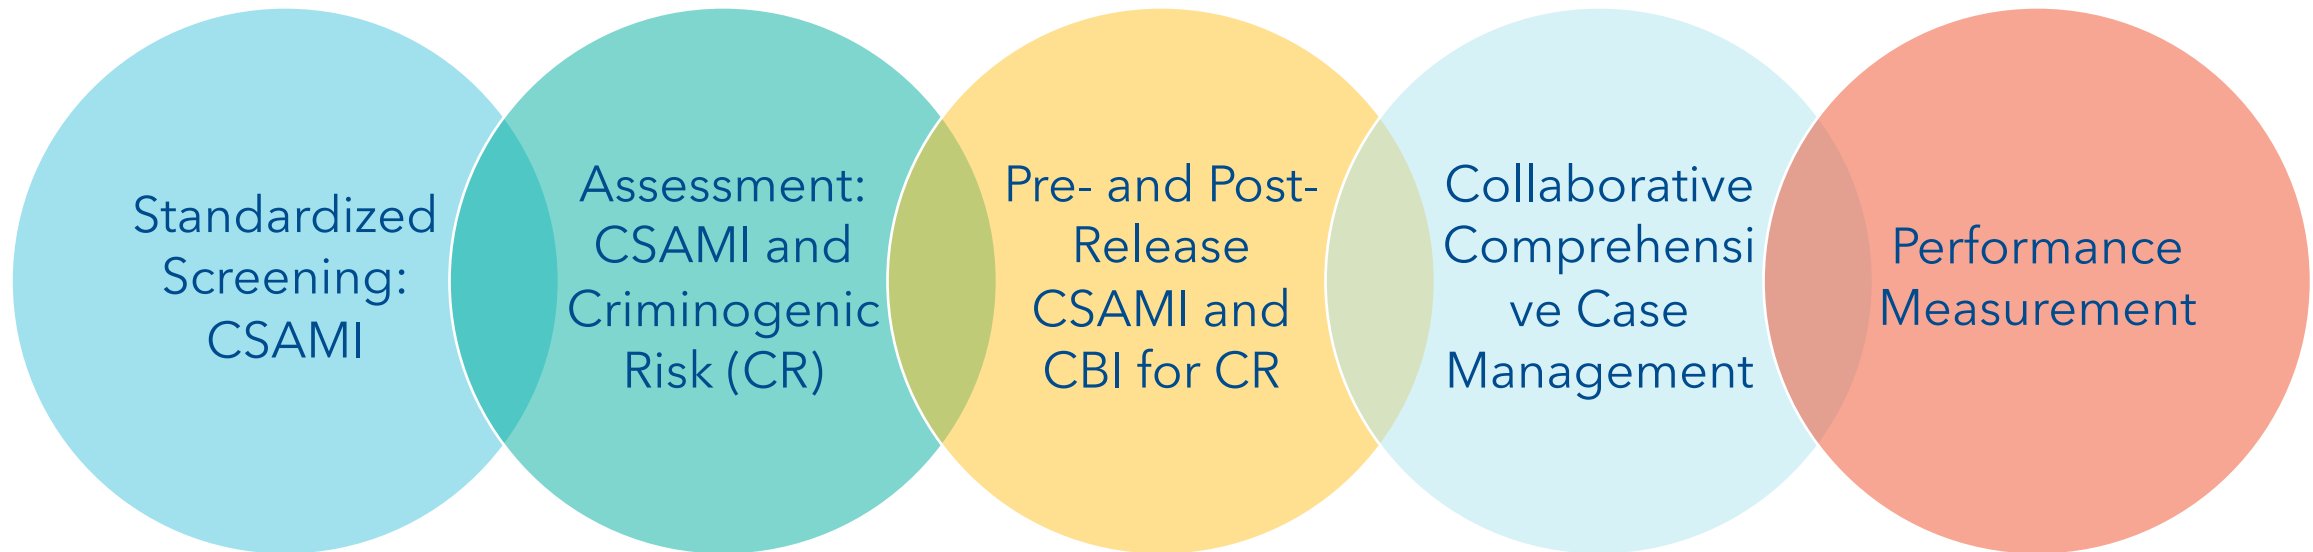 Standardized
Screening:
CSAMI
Assessment:
CSAMI and
Criminogenic
Risk (CR)
Pre- and Post-
Release
CSAMI and
CBI for CR
Collaborative
Comprehensi
ve Case
Management
Performance
Measurement